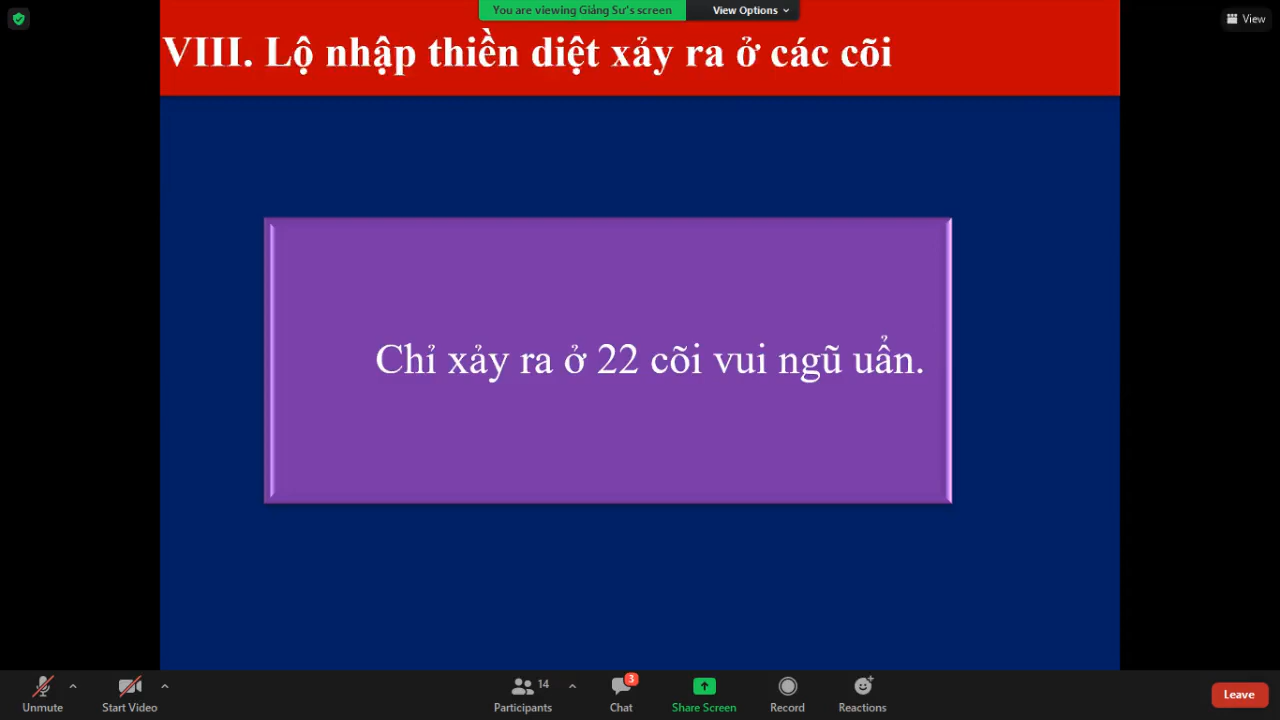 You are viewing Giảng Sư's screen
View Options
View
VIII. Lộ nhập thiền diệt xảy ra ở các cõi
Chỉ xảy ra ở 22 cõi vui ngũ uẩn.
Unmute
Start Video
14
Participants
3
Chat
Share Screen
Record
Reactions
Leave